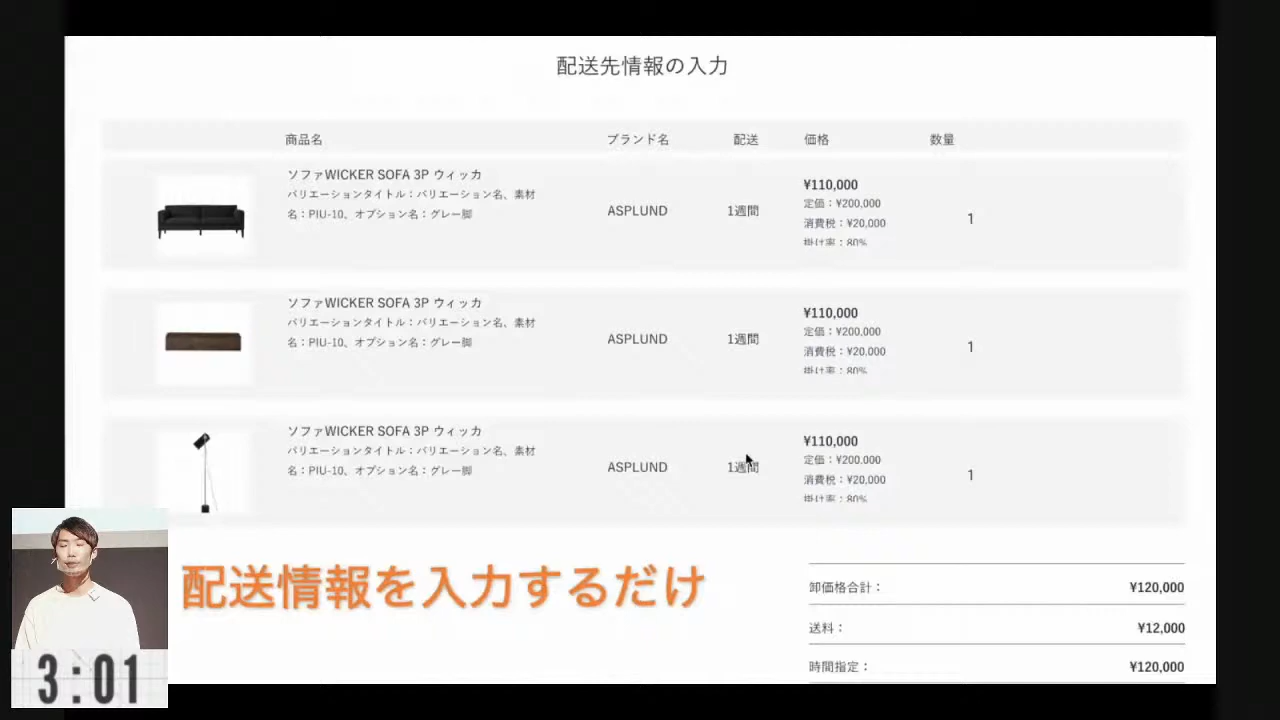 配送先情報の入力
商品名 ブランド名 配送 価格 数量
ソファWICKER SOFA 3P ウィッカ
バリエーションタイトル：バリエーション名、素材
名：PIU-10、オプション名：グレー脚
ASPLUND
1週間
¥110,000
定価：¥200,000
消費税：¥20,000
掛け率：80%
1
ソファWICKER SOFA 3P ウィッカ
バリエーションタイトル：バリエーション名、素材
名：PIU-10、オプション名：グレー脚
ASPLUND
1週間
¥110,000
定価：¥200,000
消費税：¥20,000
掛け率：80%
1
ソファWICKER SOFA 3P ウィッカ
バリエーションタイトル：バリエーション名、素材
名：PIU-10、オプション名：グレー脚
ASPLUND
1週間
¥110,000
定価：¥200,000
消費税：¥20,000
掛け率：80%
1
配送情報を入力するだけ
卸価格合計： ¥120,000
送料： ¥12,000
時間指定： ¥120,000
3:01